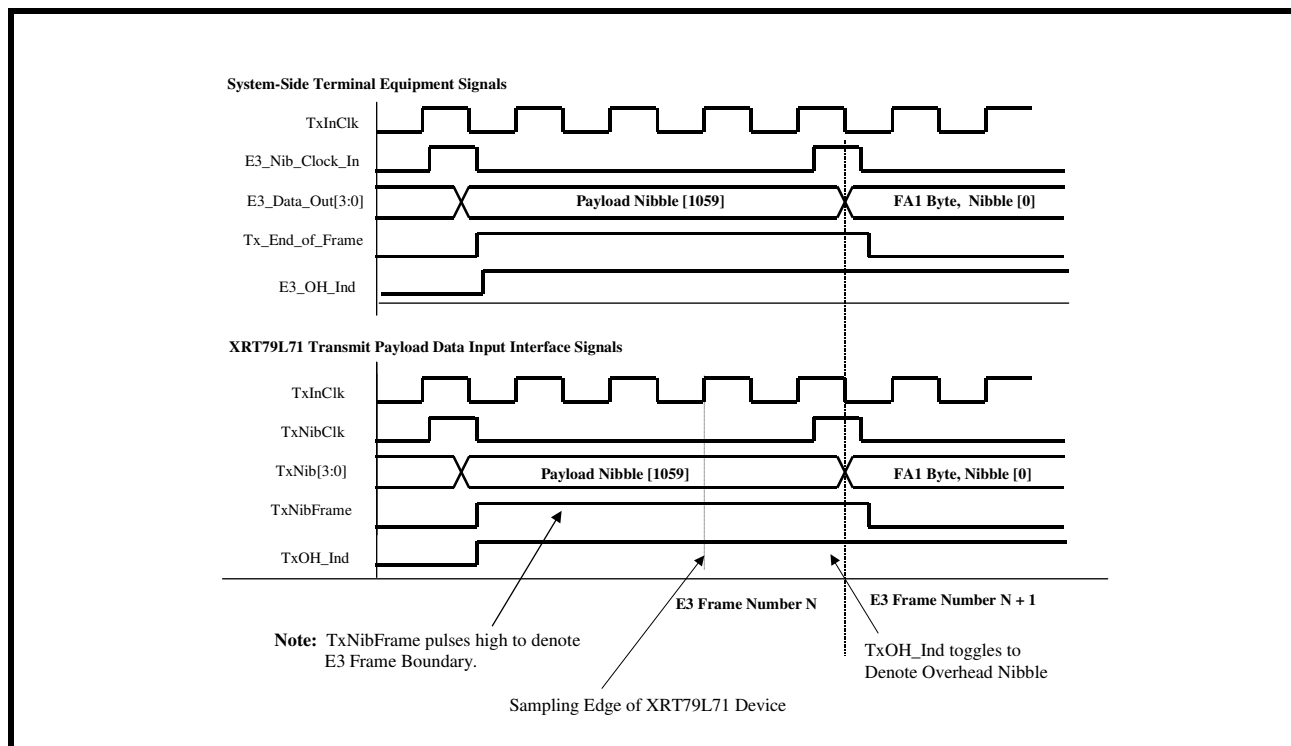 System-Side Terminal Equipment Signals
TxInClk
E3_Nib_Clock_In
E3_Data_Out[3:0]
Payload Nibble [1059]
FA1 Byte, Nibble [0]
Tx_End_of_Frame
E3_OH_Ind
XRT79L71 Transmit Payload Data Input Interface Signals
TxInClk
TxNibClk
TxNib[3:0]
Payload Nibble [1059]
FA1 Byte, Nibble [0]
TxNibFrame
TxOH_Ind
E3 Frame Number N
E3 Frame Number N + 1
Note: TxNibFrame pulses high to denote
E3 Frame Boundary.
TxOH_Ind toggles to
Denote Overhead Nibble
Sampling Edge of XRT79L71 Device